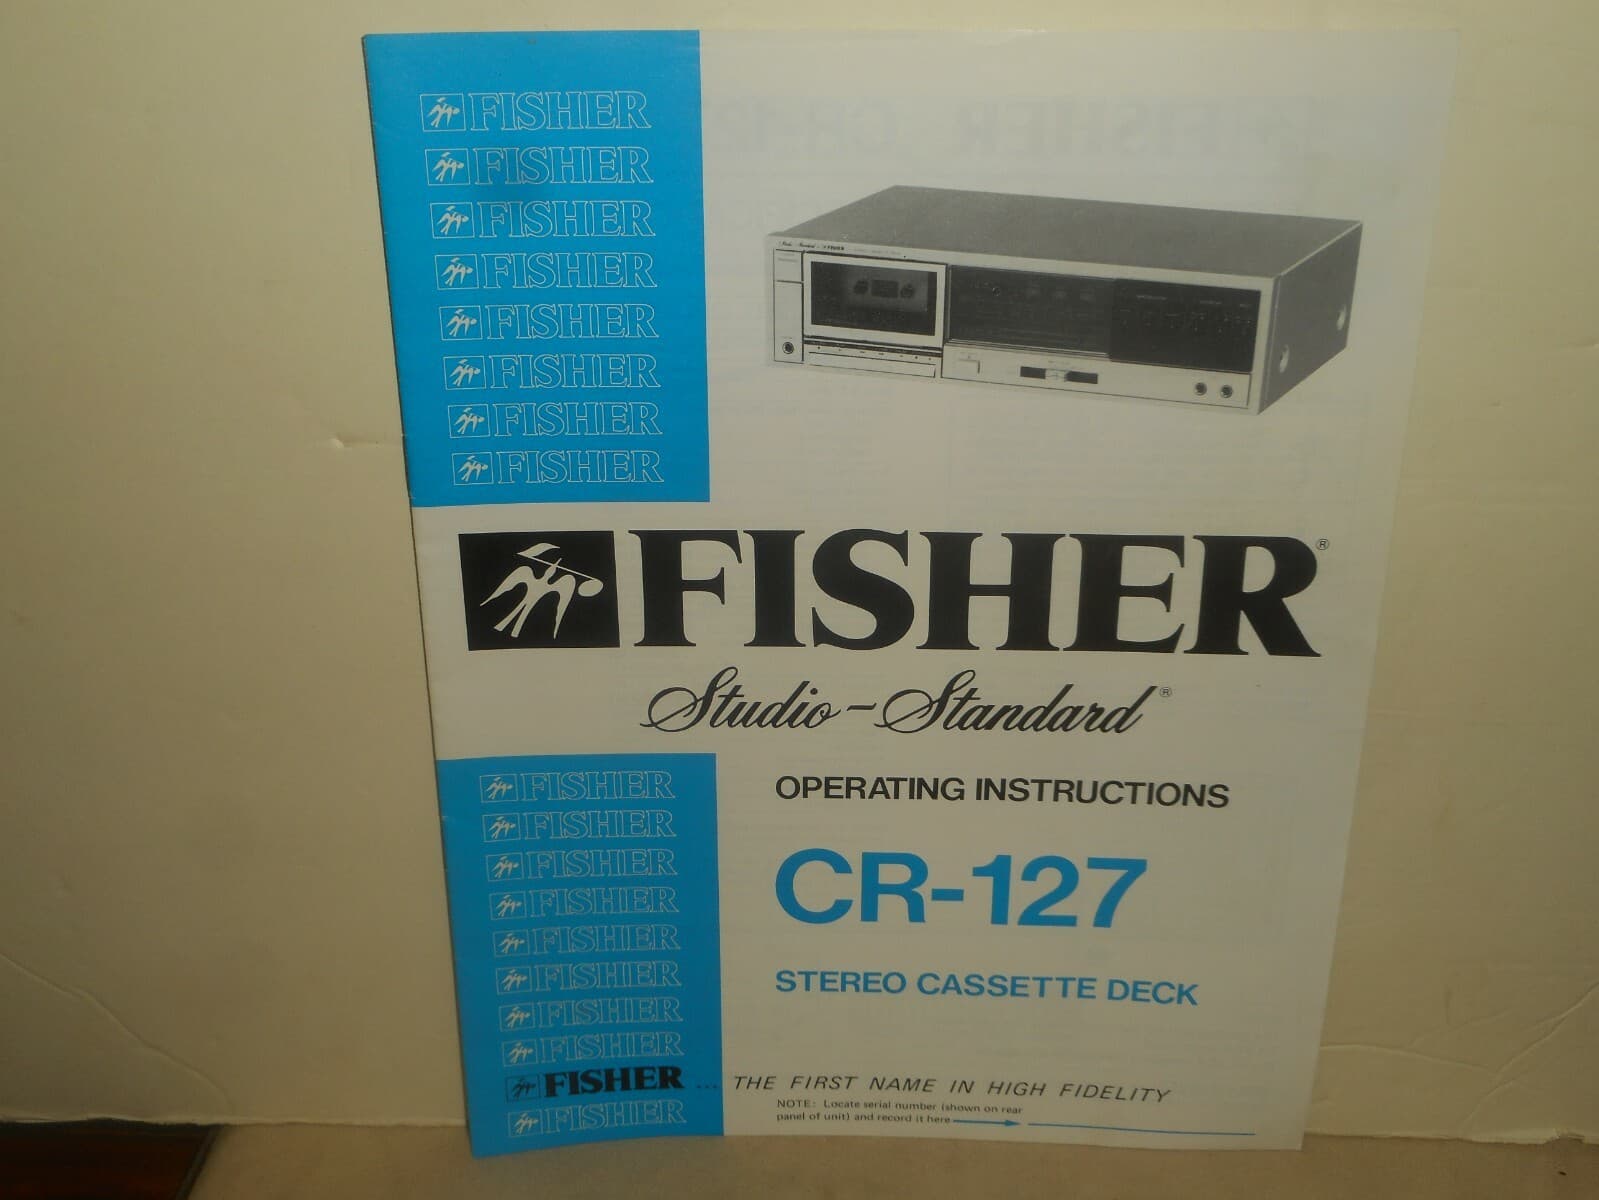 FISHER
FISHER
FISHER
FISHER
FISHER
FISHER
FISHER
FISHER
FISHER®
Studio-Standard®
OPERATING INSTRUCTIONS
CR-127
STEREO CASSETTE DECK
FISHER
FISHER
FISHER
FISHER
FISHER
FISHER
FISHER
FISHER
FISHER ... THE FIRST NAME IN HIGH FIDELITY
FISHER
NOTE: Locate serial number (shown on rear
panel of unit) and record it here